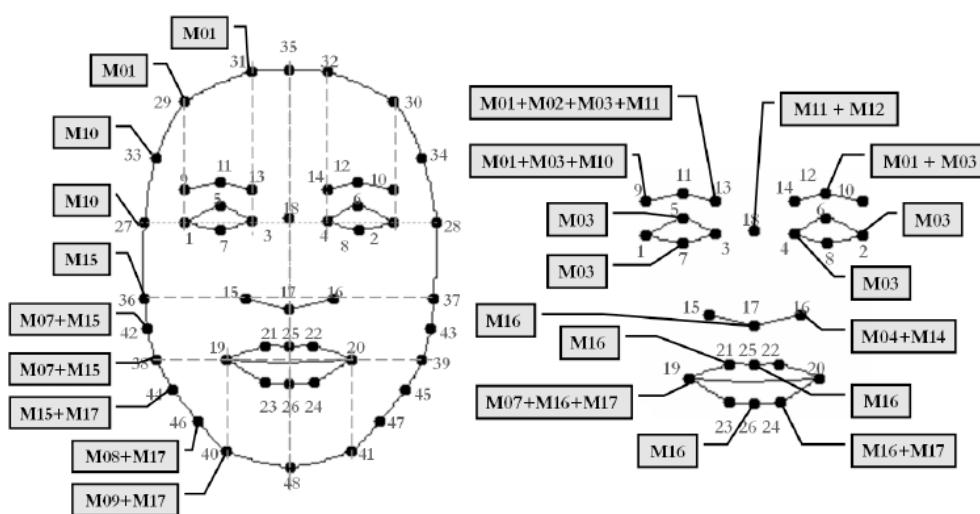 M01
35
31
32
M01
29
30
M10
33
34
11
12
9
13
14
10
5
18
6
M10
27
28
1
3
4
2
7
8
M15
15
17
16
36
37
M07+M15
42
43
21
25
22
19
20
M07+M15
38
39
44
45
23
26
24
M15+M17
46
47
M08+M17
40
41
48
M09+M17
M01+M02+M03+M11
M11 + M12
M01+M03+M10
M01 + M03
11
12
9
13
14
10
M03
5
18
6
M03
1
3
4
2
7
8
M03
M03
15
17
16
M16
M04+M14
M16
21
25
22
19
20
M07+M16+M17
M16
23
26
24
M16
M16+M17